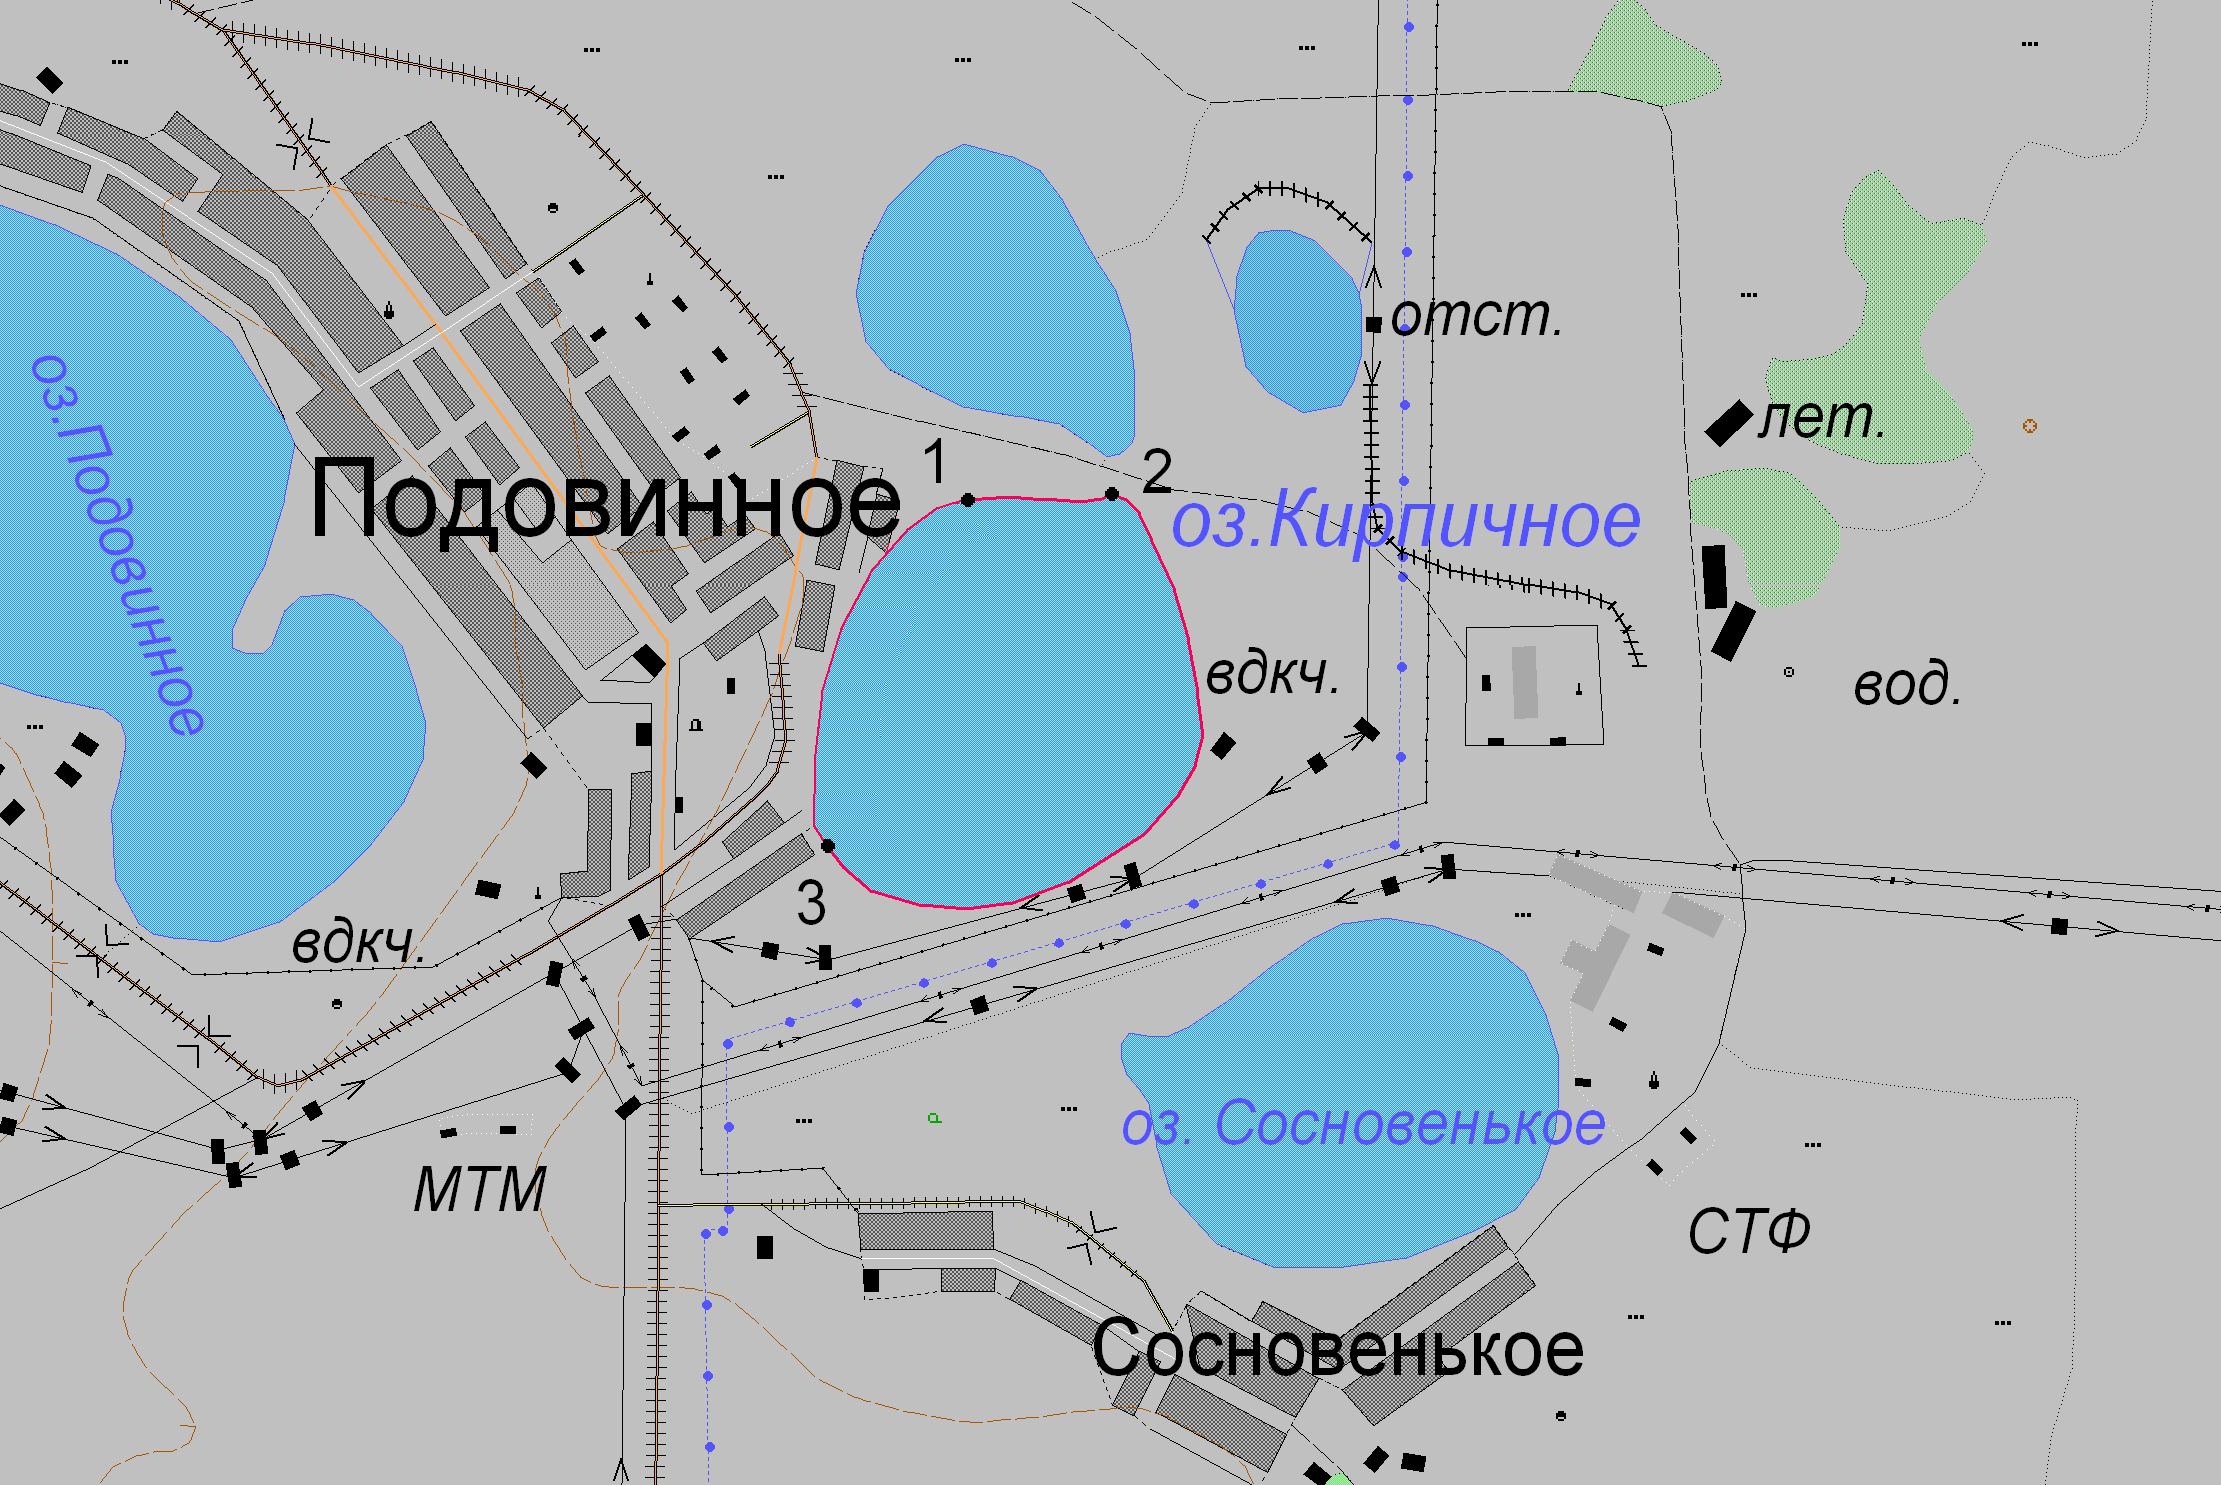 отст.
оз.Подовинное
лет.
1
2
Подовинное
оз.Кирпичное
вдкч.
вод.
3
вдкч.
оз. Сосновенькое
МТМ
СТФ
Сосновенькое